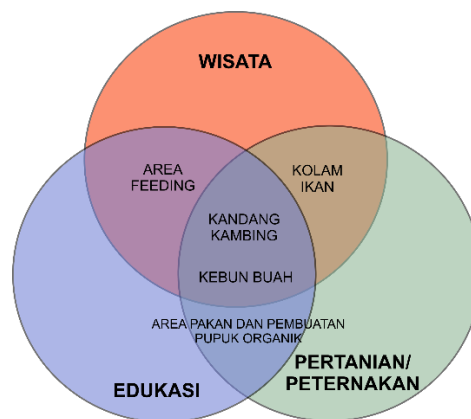 WISATA
AREA
FEEDING
KOLAM
IKAN
KANDANG
KAMBING
KEBUN BUAH
AREA PAKAN DAN PEMBUATAN
PUPUK ORGANIK
EDUKASI
PERTANIAN/
PETERNAKAN